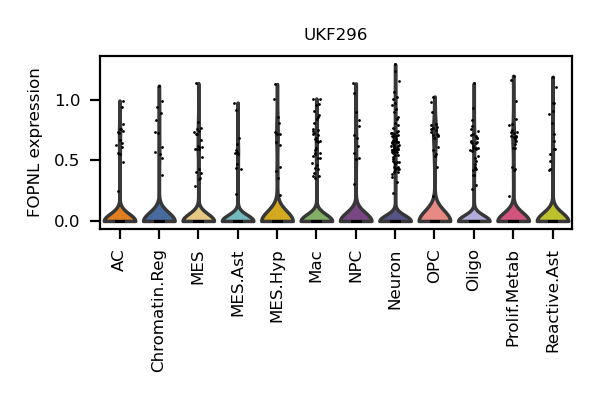 UKF296
FOPNL expression
1.0
0.5
0.0
AC
Chromatin.Reg
MES
MES.Ast
MES.Hyp
Mac
NPC
Neuron
OPC
Oligo
Prolif.Metab
Reactive.Ast